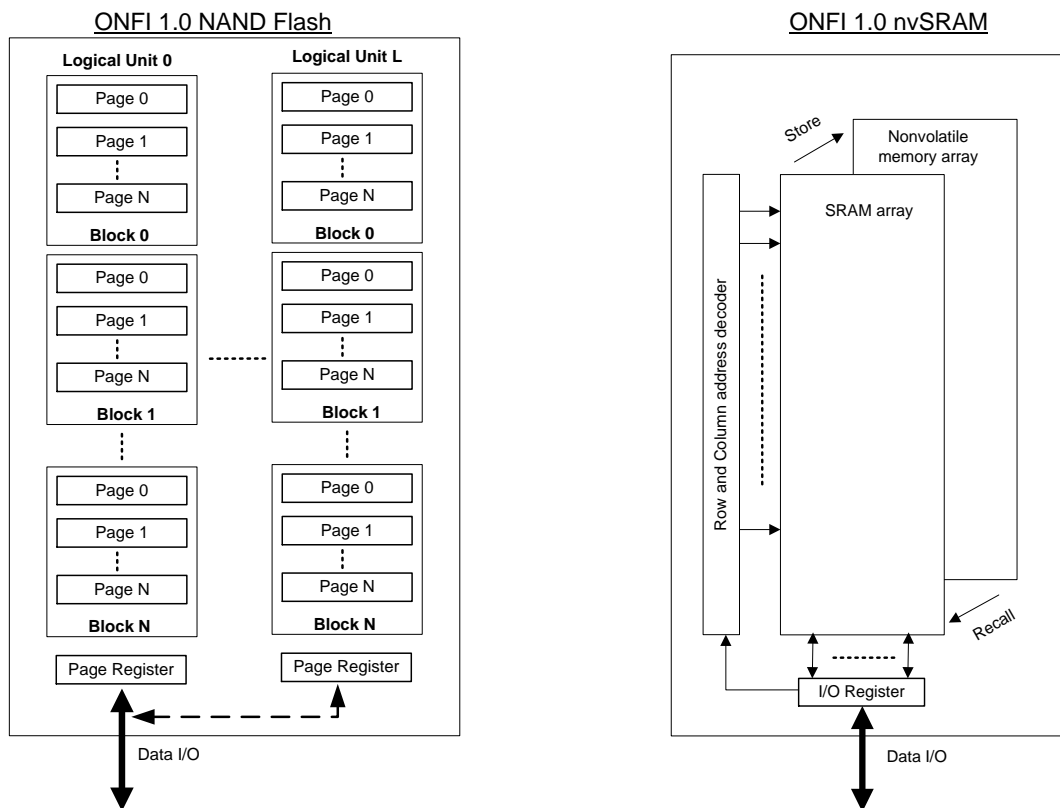 ONFI 1.0 NAND Flash
Logical Unit 0
Page 0
Page 1
Page N
Block 0
Page 0
Page 1
Page N
Block 1
Page 0
Page 1
Page N
Block N
Page Register
Logical Unit L
Page 0
Page 1
Page N
Block 0
Page 0
Page 1
Page N
Block 1
Page 0
Page 1
Page N
Block N
Page Register
Data I/O
ONFI 1.0 nvSRAM
Store
Nonvolatile
memory array
SRAM array
Row and Column address decoder
Recall
I/O Register
Data I/O